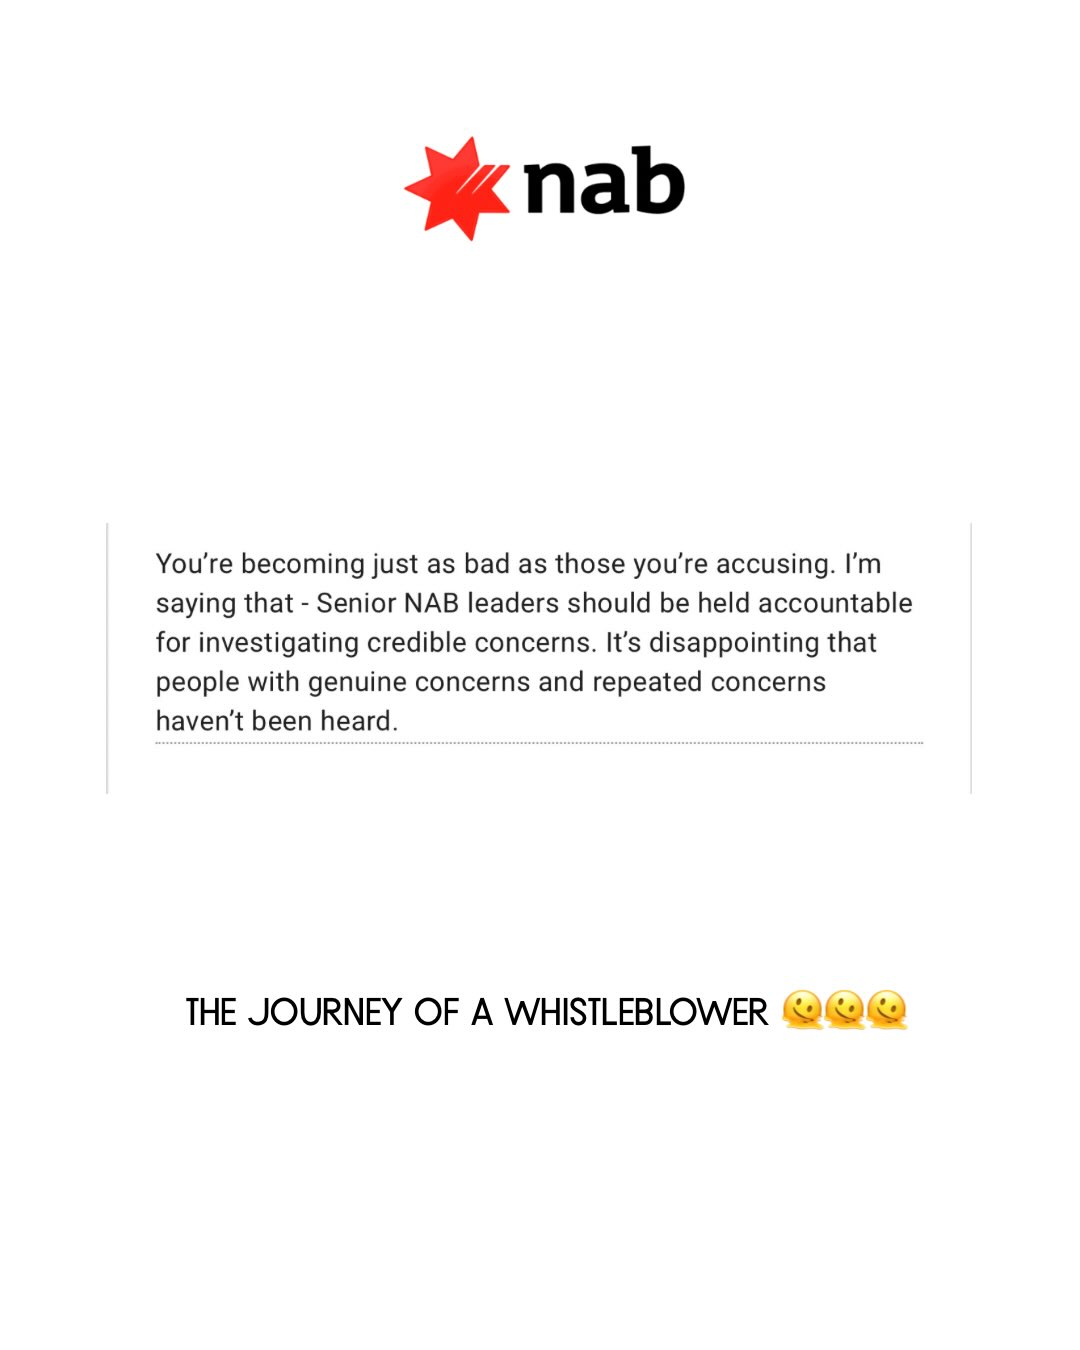 nab
You’re becoming just as bad as those you’re accusing. I’m
saying that - Senior NAB leaders should be held accountable
for investigating credible concerns. It’s disappointing that
people with genuine concerns and repeated concerns
haven’t been heard.
THE JOURNEY OF A WHISTLEBLOWER 🫠🫠🫠